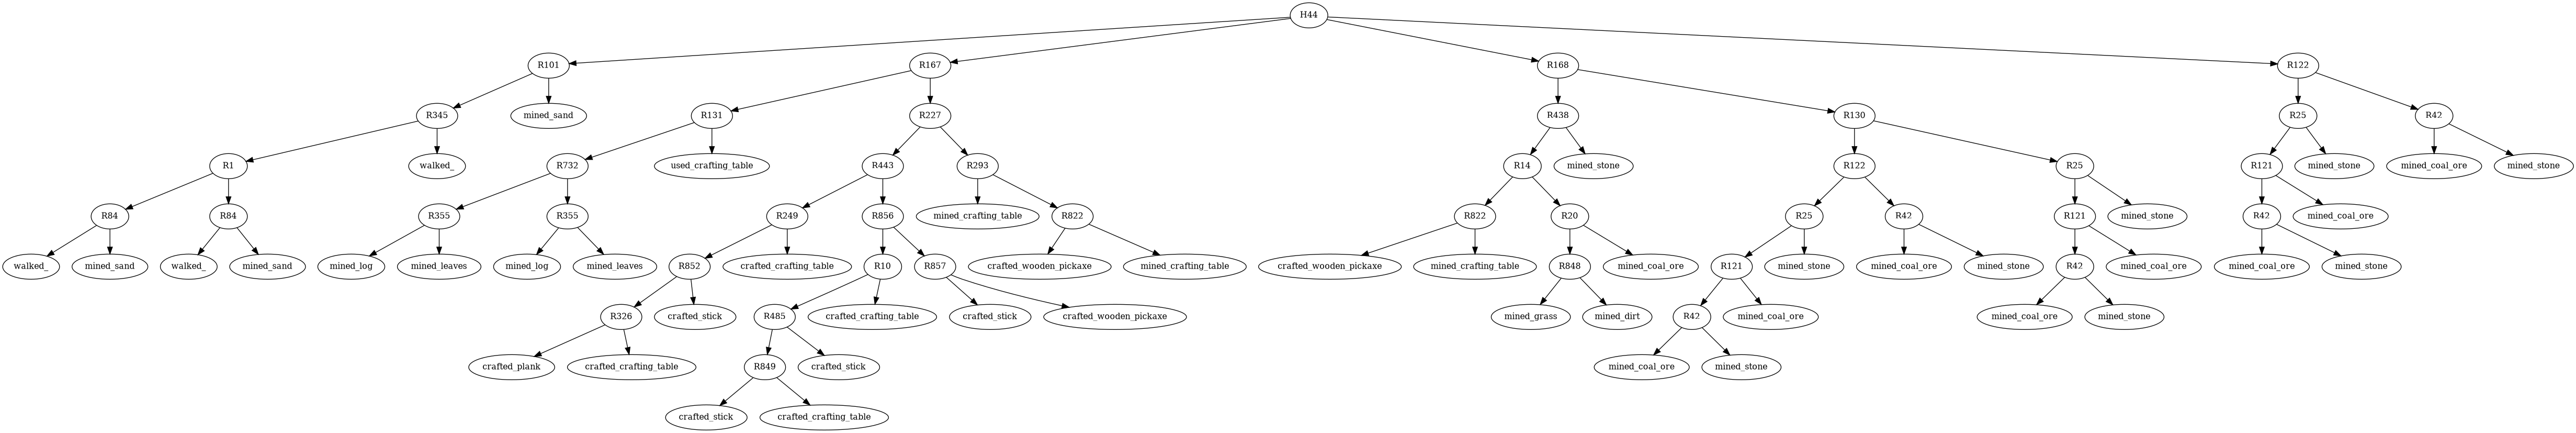 H44
R101 R167 R168 R122
R345 mined_sand R131 R227 R438 R130 R25 R42
R1 walked_ R732 used_crafting_table R443 R293 R14 mined_stone R122 R25 R121 mined_stone mined_coal_ore mined_stone
R84 R84 R355 R355 R249 R856 mined_crafting_table R822 R822 R20 R25 R42 R121 mined_stone R42 mined_coal_ore
walked_ mined_sand walked_ mined_sand mined_log mined_leaves mined_log mined_leaves R852 crafted_crafting_table R10 R857 crafted_wooden_pickaxe mined_crafting_table crafted_wooden_pickaxe mined_crafting_table R848 mined_coal_ore R121 mined_stone mined_coal_ore mined_stone R42 mined_coal_ore mined_coal_ore mined_stone
R326 crafted_stick R485 crafted_crafting_table crafted_stick crafted_wooden_pickaxe mined_grass mined_dirt R42 mined_coal_ore mined_coal_ore mined_stone
crafted_plank crafted_crafting_table R849 crafted_stick mined_coal_ore mined_stone
crafted_stick crafted_crafting_table